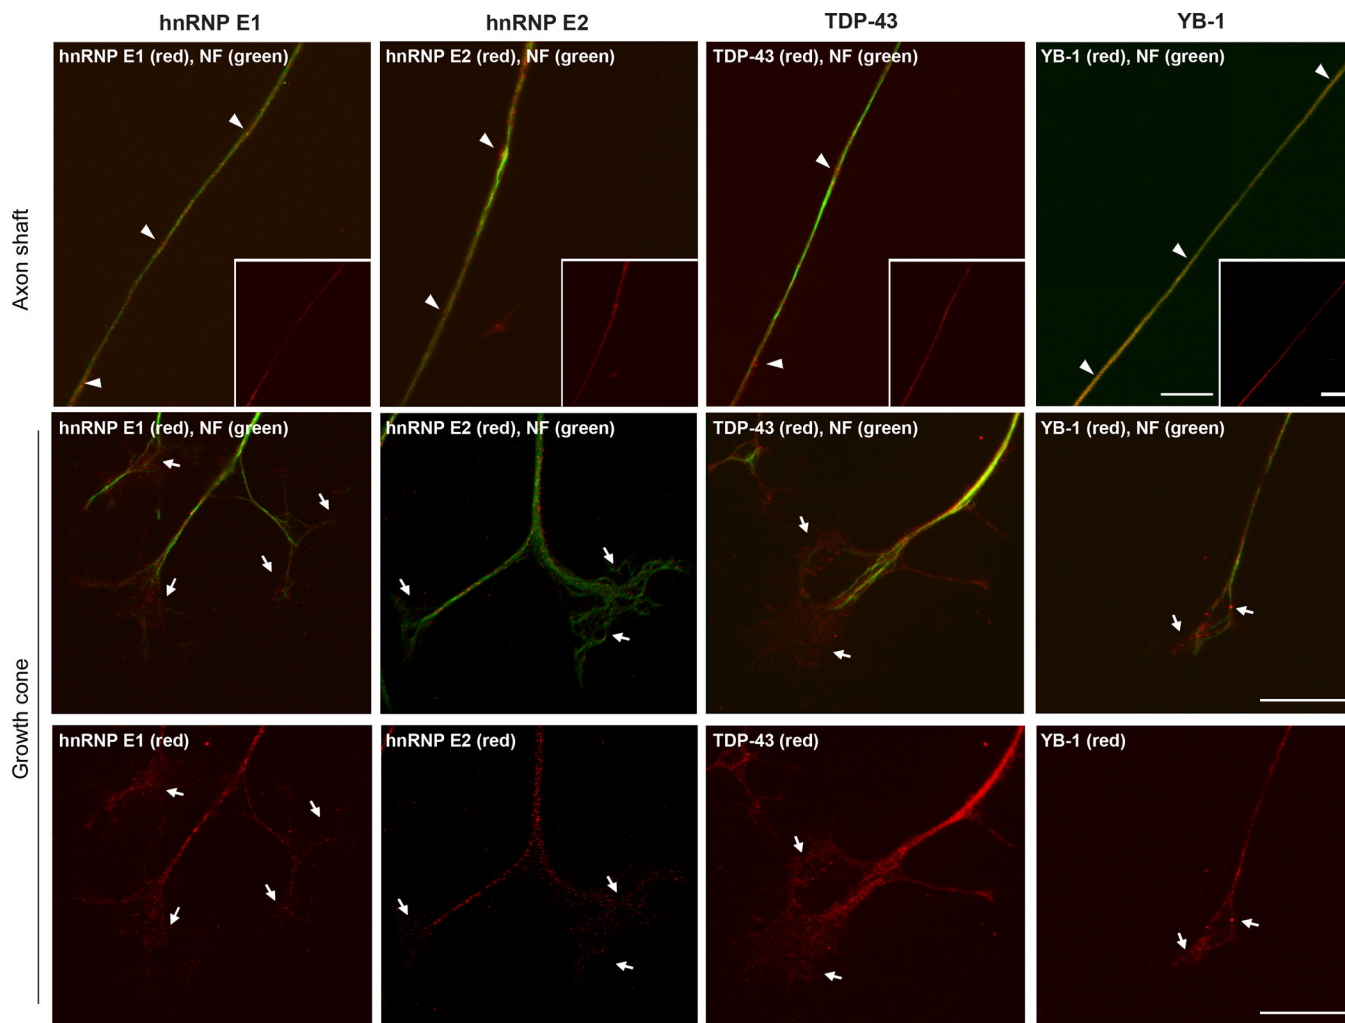 hnRNP E1
hnRNP E2
TDP-43
YB-1
Axon shaft
hnRNP E1 (red), NF (green)
hnRNP E2 (red), NF (green)
TDP-43 (red), NF (green)
YB-1 (red), NF (green)
Growth cone
hnRNP E1 (red), NF (green)
hnRNP E2 (red), NF (green)
TDP-43 (red), NF (green)
YB-1 (red), NF (green)
hnRNP E1 (red)
hnRNP E2 (red)
TDP-43 (red)
YB-1 (red)